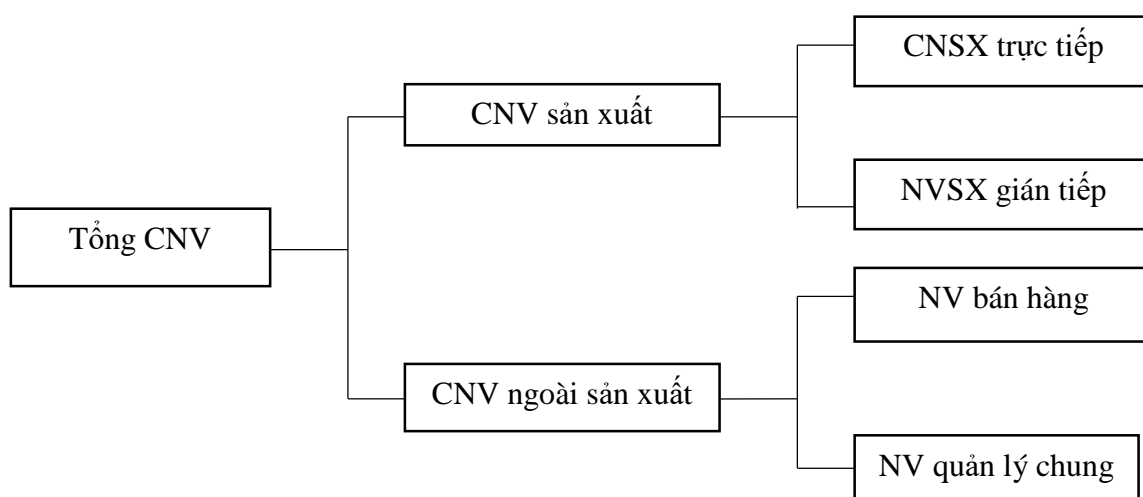 CNSX trực tiếp
CNV sản xuất
NVSX gián tiếp
Tổng CNV
NV bán hàng
CNV ngoài sản xuất
NV quản lý chung